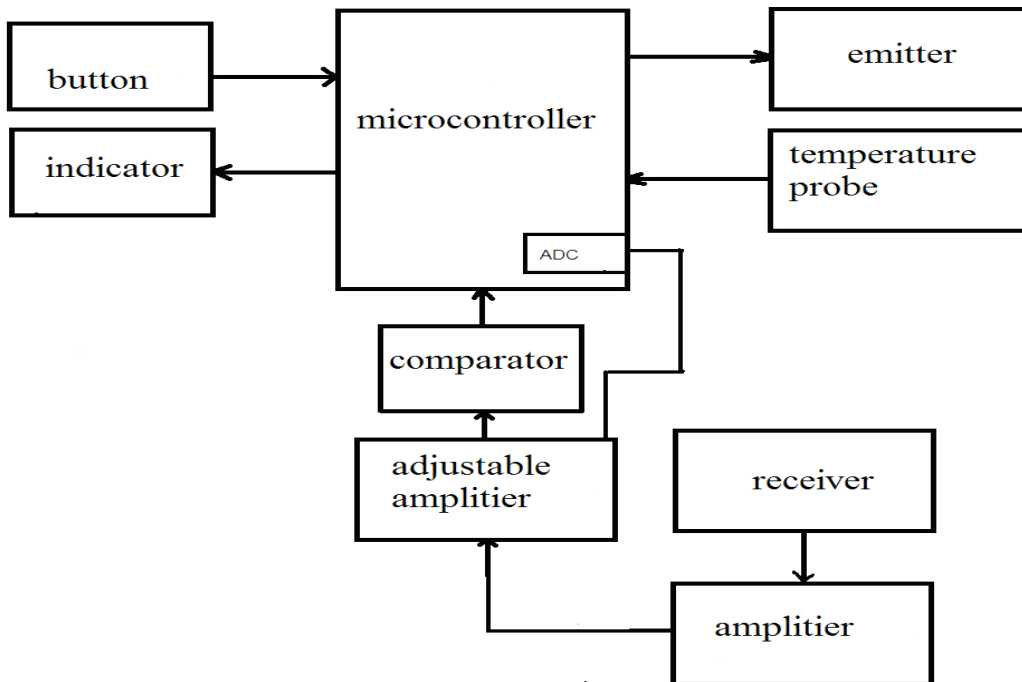 button
microcontroller
emitter
indicator
temperature
probe
ADC
comparator
adjustable
amplitier
receiver
amplitier